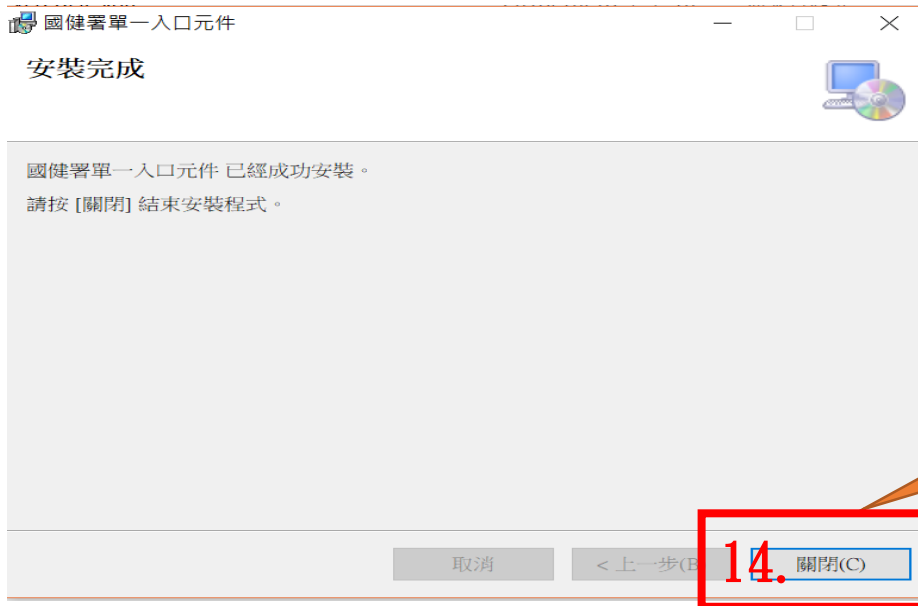 國健署單一入口元件
安裝完成
國健署單一入口元件 已經成功安裝。
請按 [關閉] 結束安裝程式。
取消
< 上一步(B
14.
關閉(C)